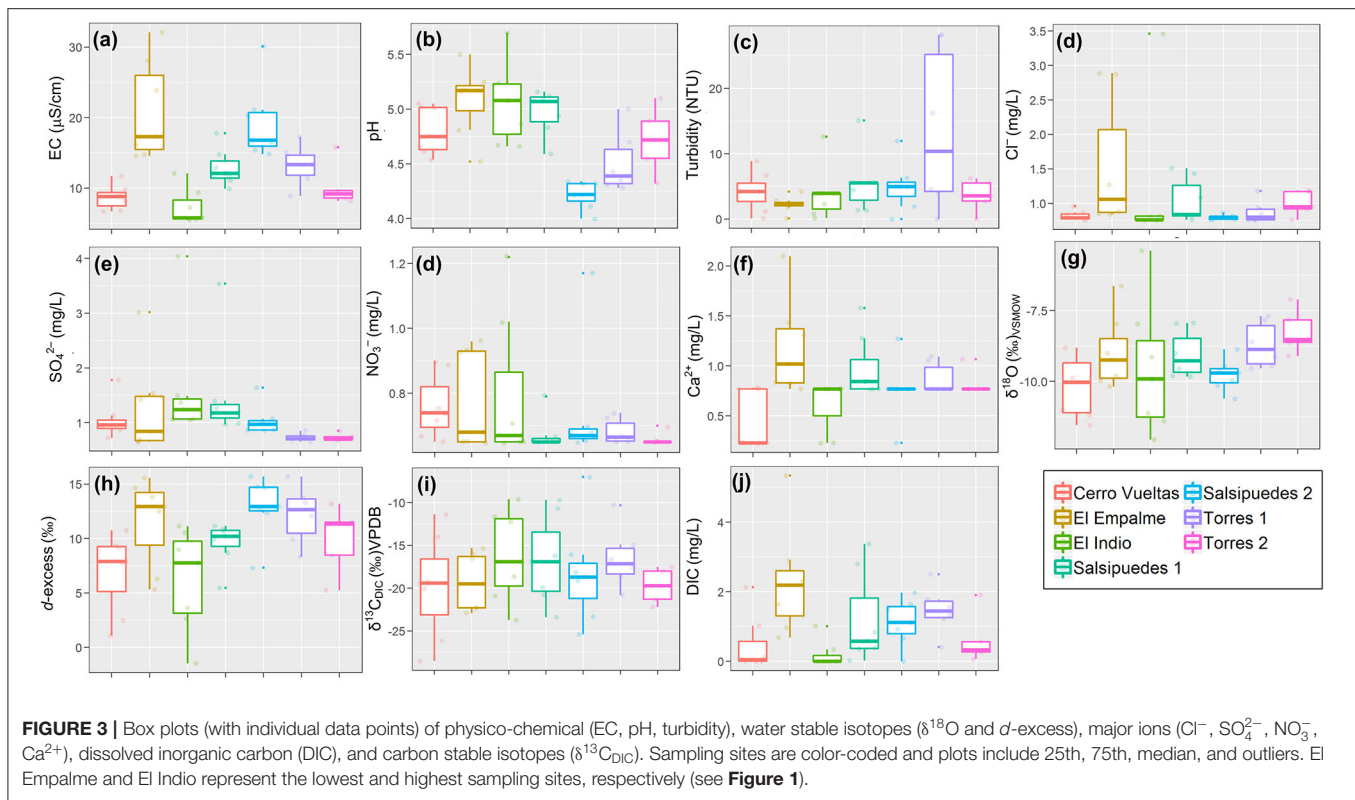 (a)
EC (μS/cm)
30
20
10
(b)
pH
5.5
5.0
4.5
4.0
(c)
Turbidity (NTU)
20
10
0
(d)
Cl⁻ (mg/L)
3.5
3.0
2.5
2.0
1.5
1.0
(e)
SO₄²⁻ (mg/L)
4
3
2
1
(d)
NO₃⁻ (mg/L)
1.2
1.0
0.8
(f)
Ca²⁺ (mg/L)
2.0
1.5
1.0
0.5
(g)
δ¹⁸O (‰)VSMOW
-7.5
-10.0
(h)
d-excess (‰)
15
10
5
0
(i)
δ¹³C_DIC (‰)VPDB
-10
-15
-20
-25
(j)
DIC (mg/L)
4
2
0
Cerro Vueltas
El Empalme
El Indio
Salsipuedes 1
Salsipuedes 2
Torres 1
Torres 2
FIGURE 3 | Box plots (with individual data points) of physico-chemical (EC, pH, turbidity), water stable isotopes (δ¹⁸O and d-excess), major ions (Cl⁻, SO₄²⁻, NO₃⁻,
Ca²⁺), dissolved inorganic carbon (DIC), and carbon stable isotopes (δ¹³C_DIC). Sampling sites are color-coded and plots include 25th, 75th, median, and outliers. El
Empalme and El Indio represent the lowest and highest sampling sites, respectively (see Figure 1).